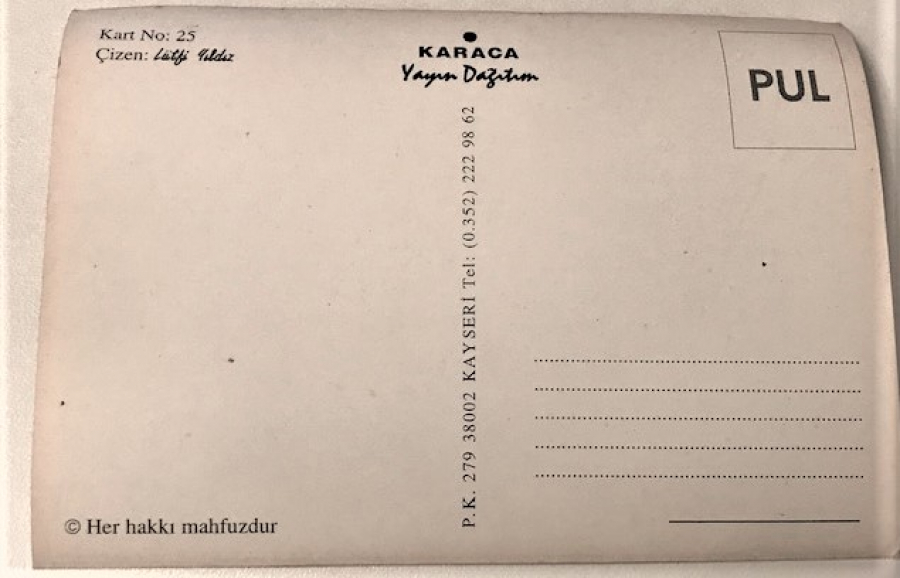 Kart No: 25
Çizen: Lütfi Yıldız
KARACA
Yayın Dağıtım
PUL
P.K. 279 38002 KAYSERİ Tel: (0.352) 222 98 62
© Her hakkı mahfuzdur